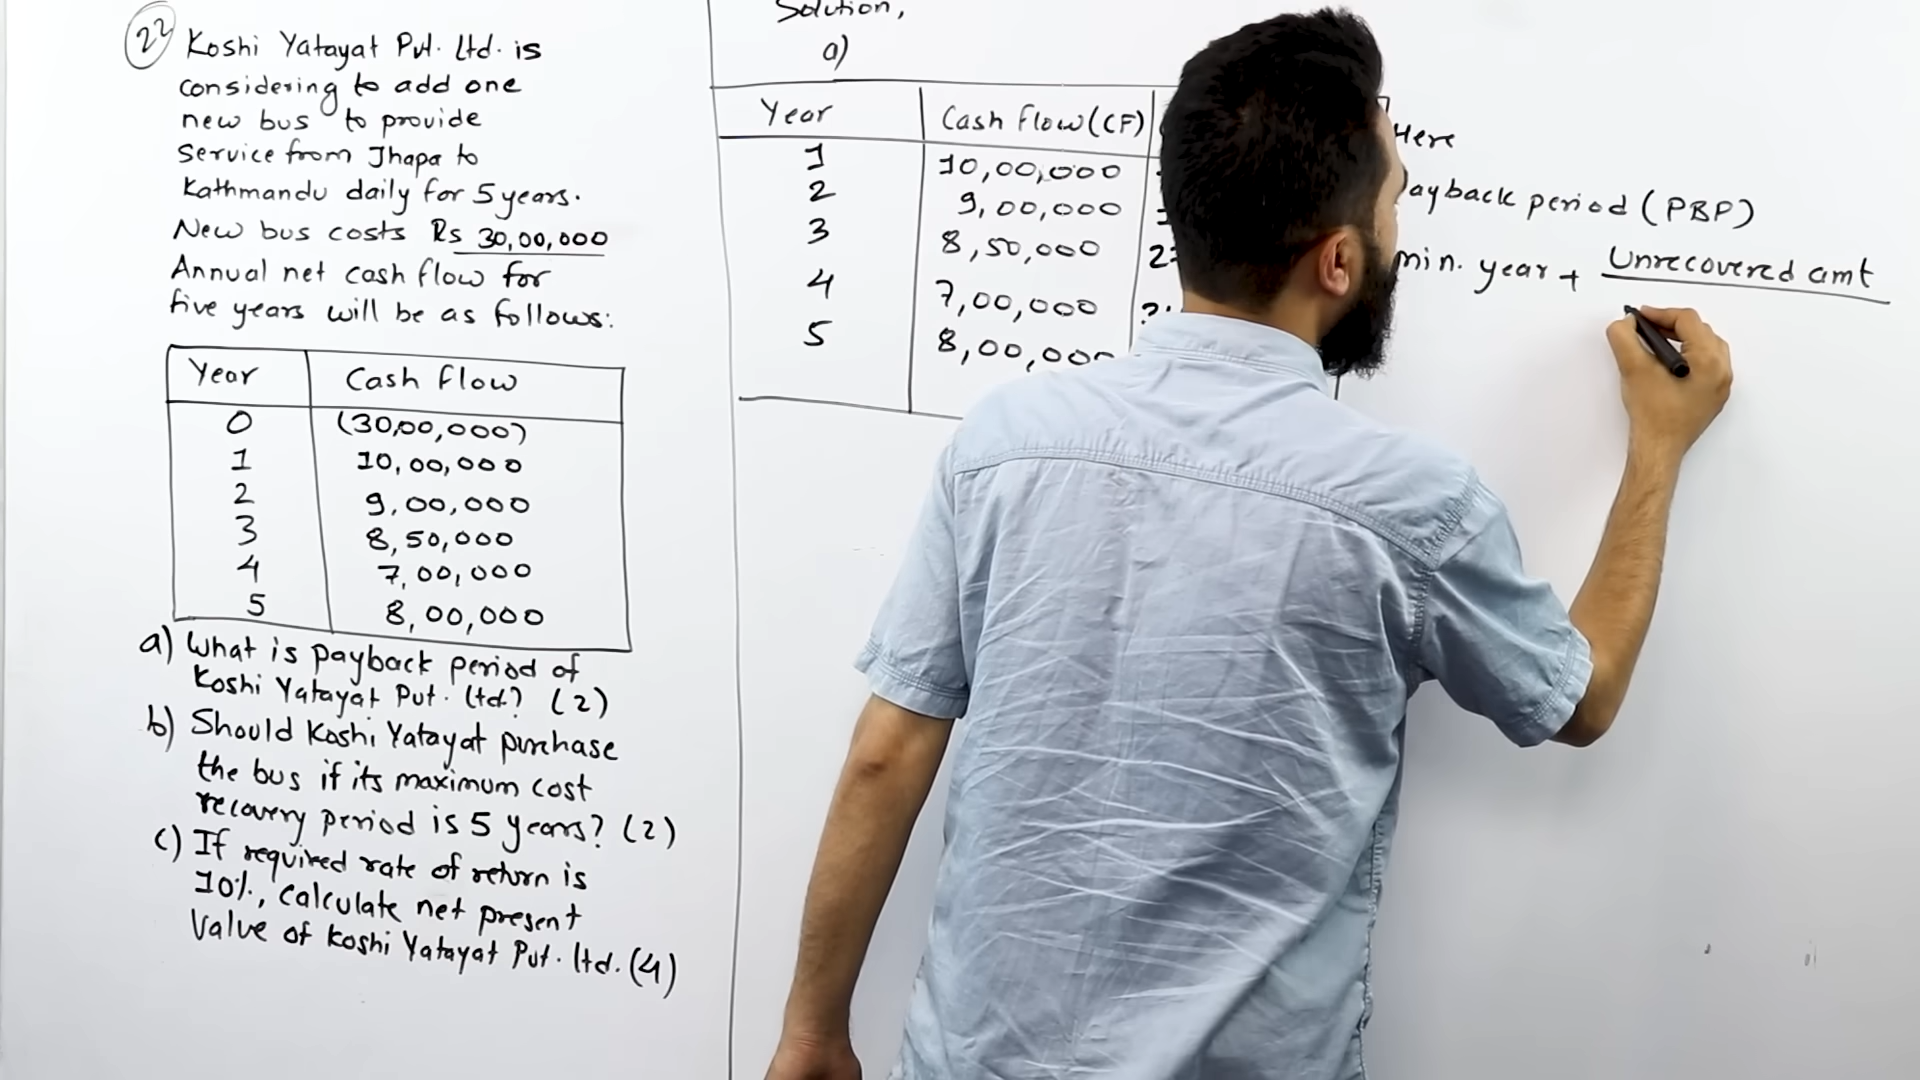 22
Koshi Yatayat Pvt. Ltd. is
considering to add one
new bus to provide
service from Jhapa to
Kathmandu daily for 5 years.
New bus costs Rs 30,00,000
Annual net cash flow for
five years will be as follows:
Year Cash flow
0 (30,00,000)
1 10,00,000
2 9,00,000
3 8,50,000
4 7,00,000
5 8,00,000
a) What is payback period of
Koshi Yatayat Pvt. Ltd? (2)
b) Should Koshi Yatayat purchase
the bus if its maximum cost
recovery period is 5 years? (2)
c) If required rate of return is
10%, calculate net present
value of Koshi Yatayat Pvt. Ltd. (4)
Solution,
a)
Year Cash flow (CF)
1 10,00,000
2 9,00,000
3 8,50,000
4 7,00,000
5 8,00,000
Here
ayback period (PBP)
min. year + Unrecovered amt